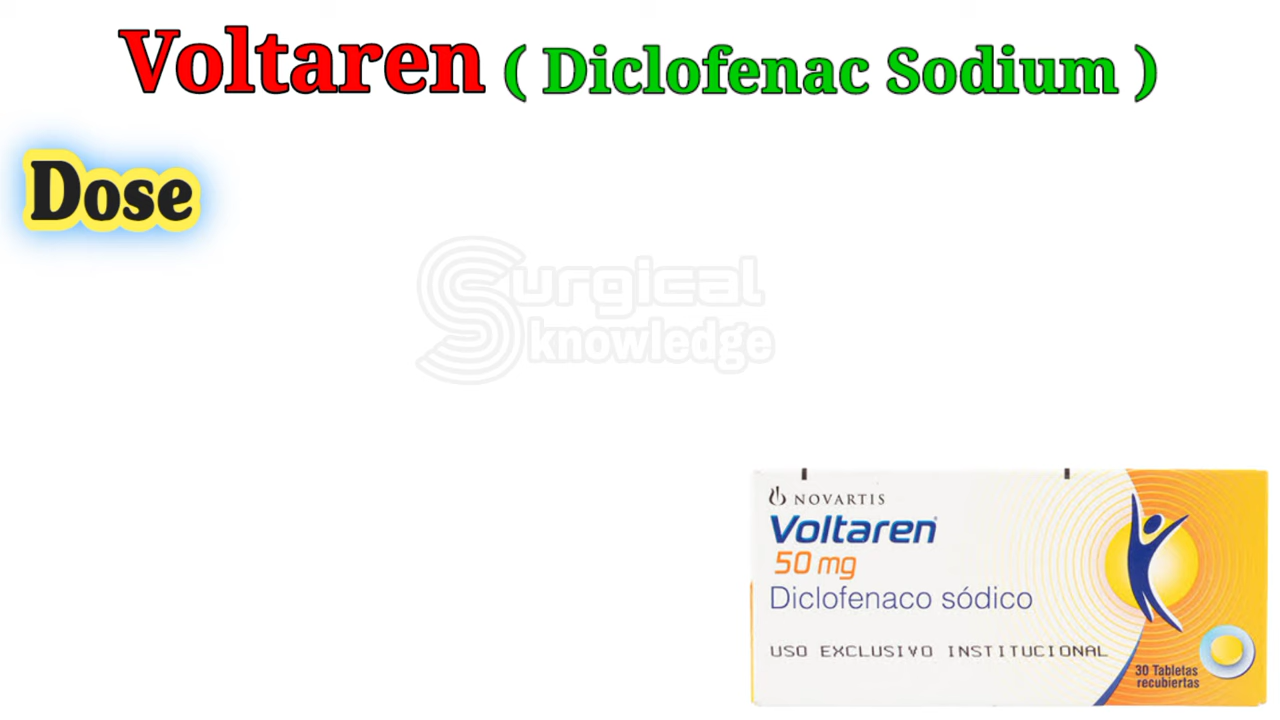 Voltaren ( Diclofenac Sodium )
Dose
Surgical
knowledge
NOVARTIS
Voltaren
50 mg
Diclofenaco sódico
USO EXCLUSIVO INSTITUCIONAL
30 Tabletas
recubiertas